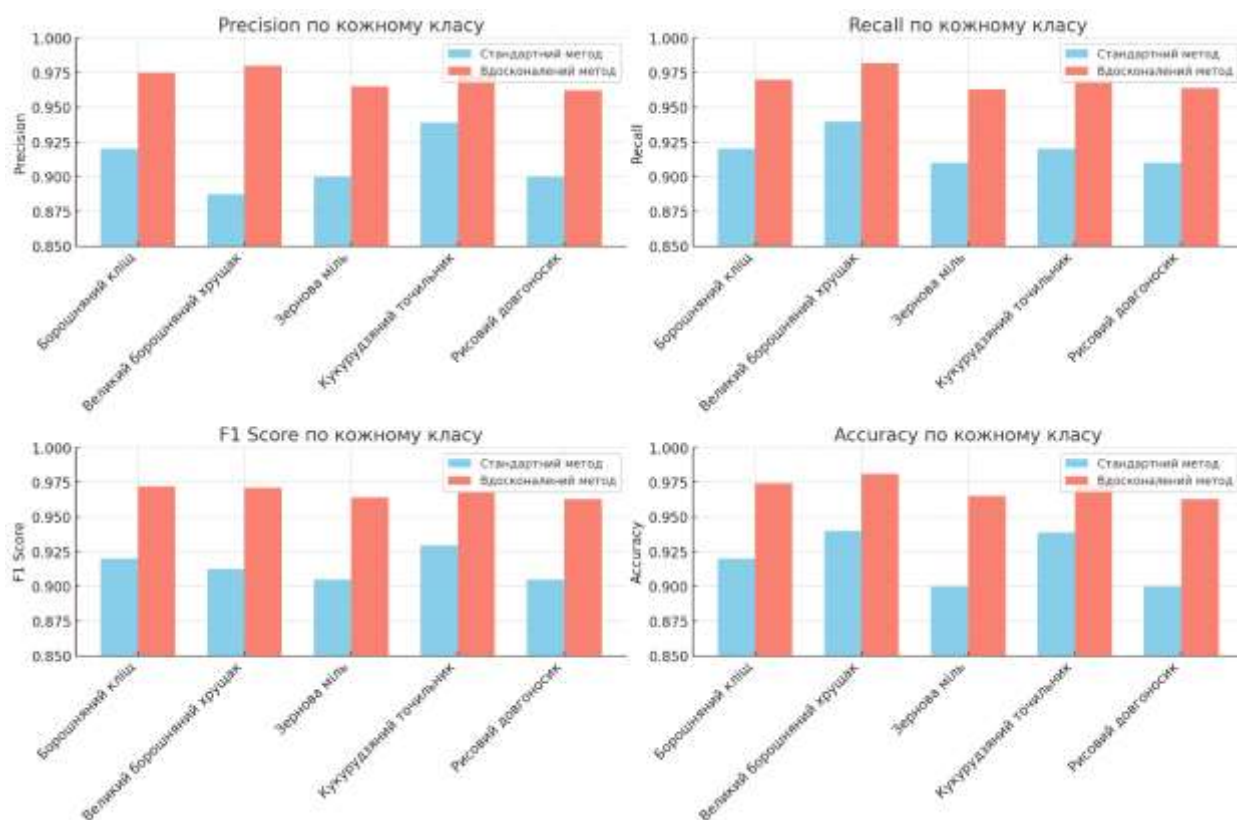 Precision по кожному класу
Стандартний метод
Вдосконалений метод
Precision
1.000
0.975
0.950
0.925
0.900
0.875
0.850
Борошняний кліщ
Великий борошняний хрущак
Зернова міль
Кукурудзяний точильник
Рисовий довгоносик
Recall по кожному класу
Стандартний метод
Вдосконалений метод
Recall
1.000
0.975
0.950
0.925
0.900
0.875
0.850
Борошняний кліщ
Великий борошняний хрущак
Зернова міль
Кукурудзяний точильник
Рисовий довгоносик
F1 Score по кожному класу
Стандартний метод
Вдосконалений метод
F1 Score
1.000
0.975
0.950
0.925
0.900
0.875
0.850
Борошняний кліщ
Великий борошняний хрущак
Зернова міль
Кукурудзяний точильник
Рисовий довгоносик
Accuracy по кожному класу
Стандартний метод
Вдосконалений метод
Accuracy
1.000
0.975
0.950
0.925
0.900
0.875
0.850
Борошняний кліщ
Великий борошняний хрущак
Зернова міль
Кукурудзяний точильник
Рисовий довгоносик